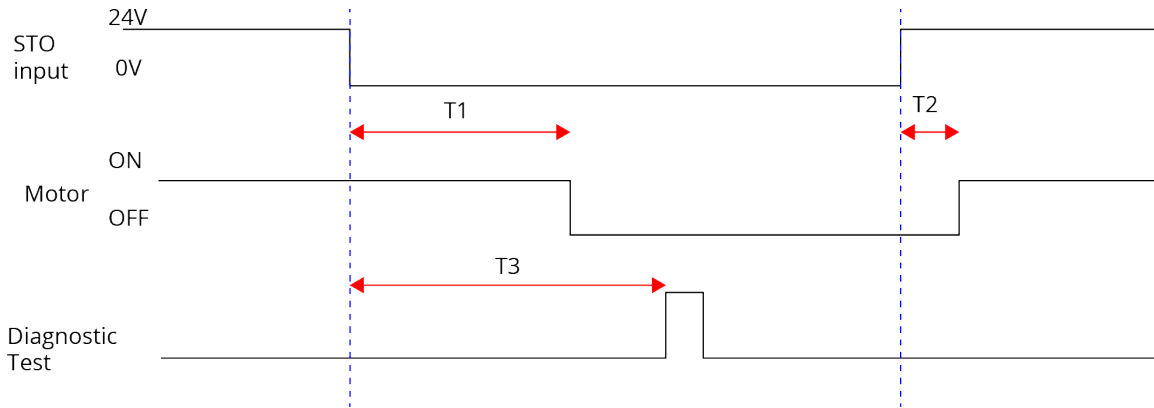 24V
STO
input
0V
T1
T2
ON
Motor
OFF
T3
Diagnostic
Test